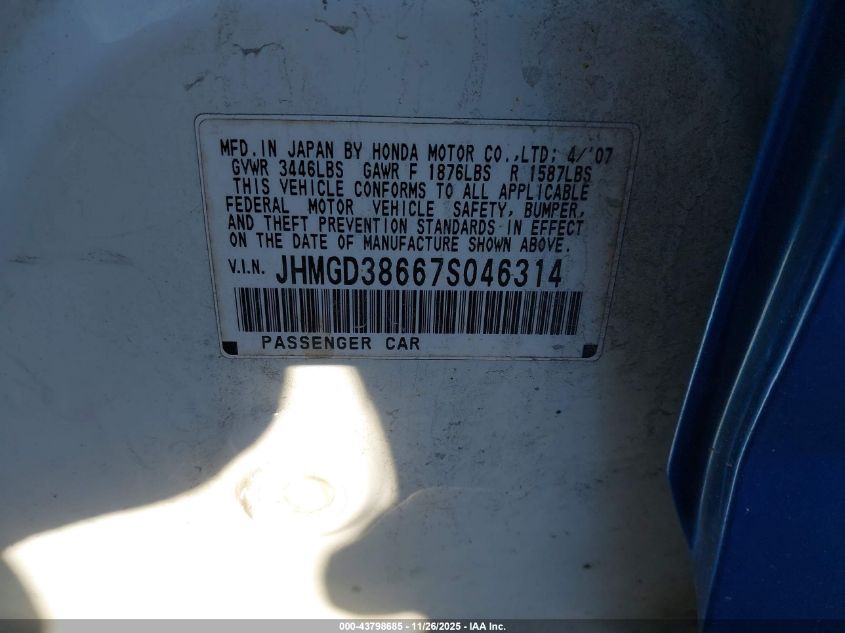 MFD. IN JAPAN BY HONDA MOTOR CO.,LTD; 4/'07
GVWR 3446LBS GAWR F 1876LBS R 1587LBS
THIS VEHICLE CONFORMS TO ALL APPLICABLE
FEDERAL MOTOR VEHICLE SAFETY, BUMPER,
AND THEFT PREVENTION STANDARDS IN EFFECT
ON THE DATE OF MANUFACTURE SHOWN ABOVE.
V.I.N. JHMGD38667S046314
PASSENGER CAR
000-43798685 - 11/26/2025 - IAA Inc.